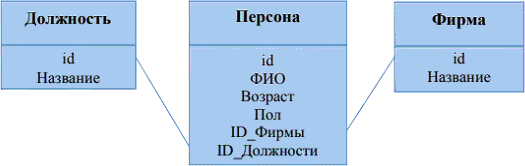 Должность
id
Название
Персона
id
ФИО
Возраст
Пол
ID_Фирмы
ID_Должности
Фирма
id
Название